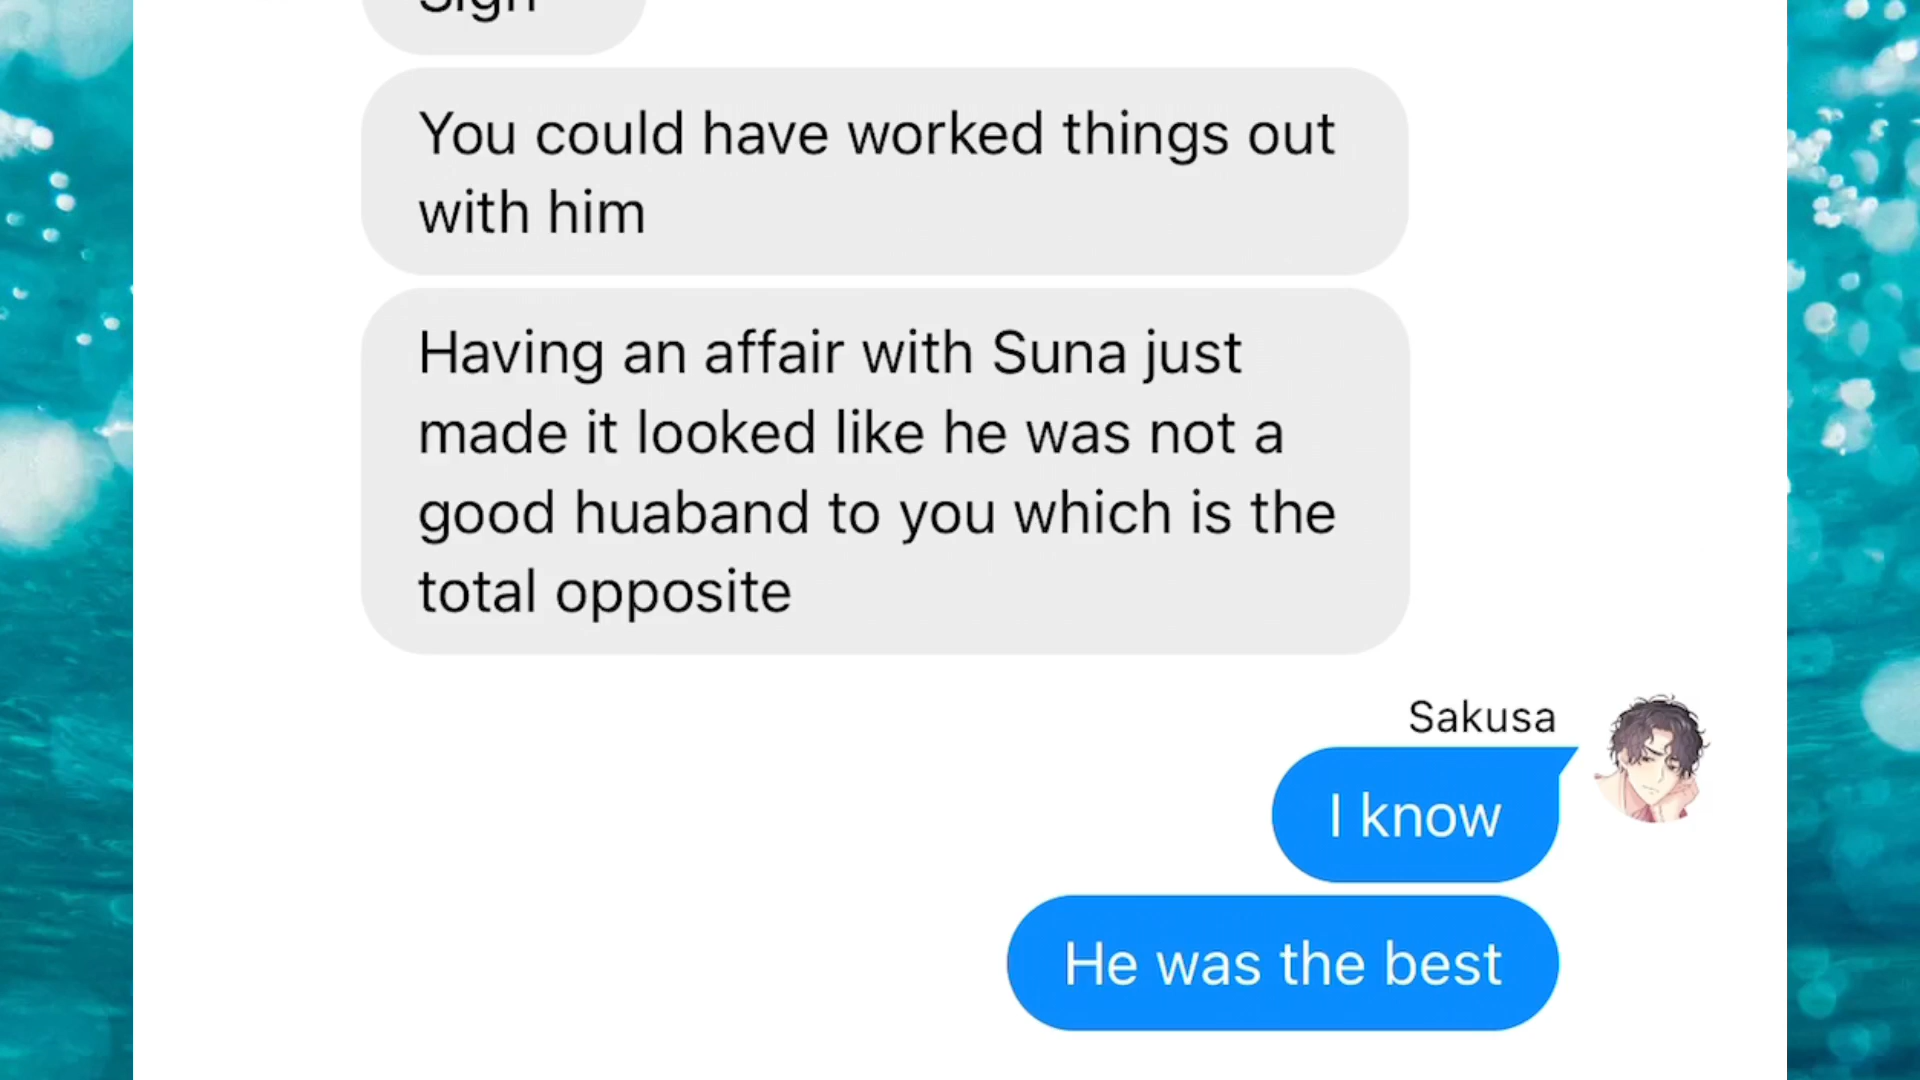 Sigh
You could have worked things out
with him
Having an affair with Suna just
made it looked like he was not a
good huaband to you which is the
total opposite
Sakusa
I know
He was the best